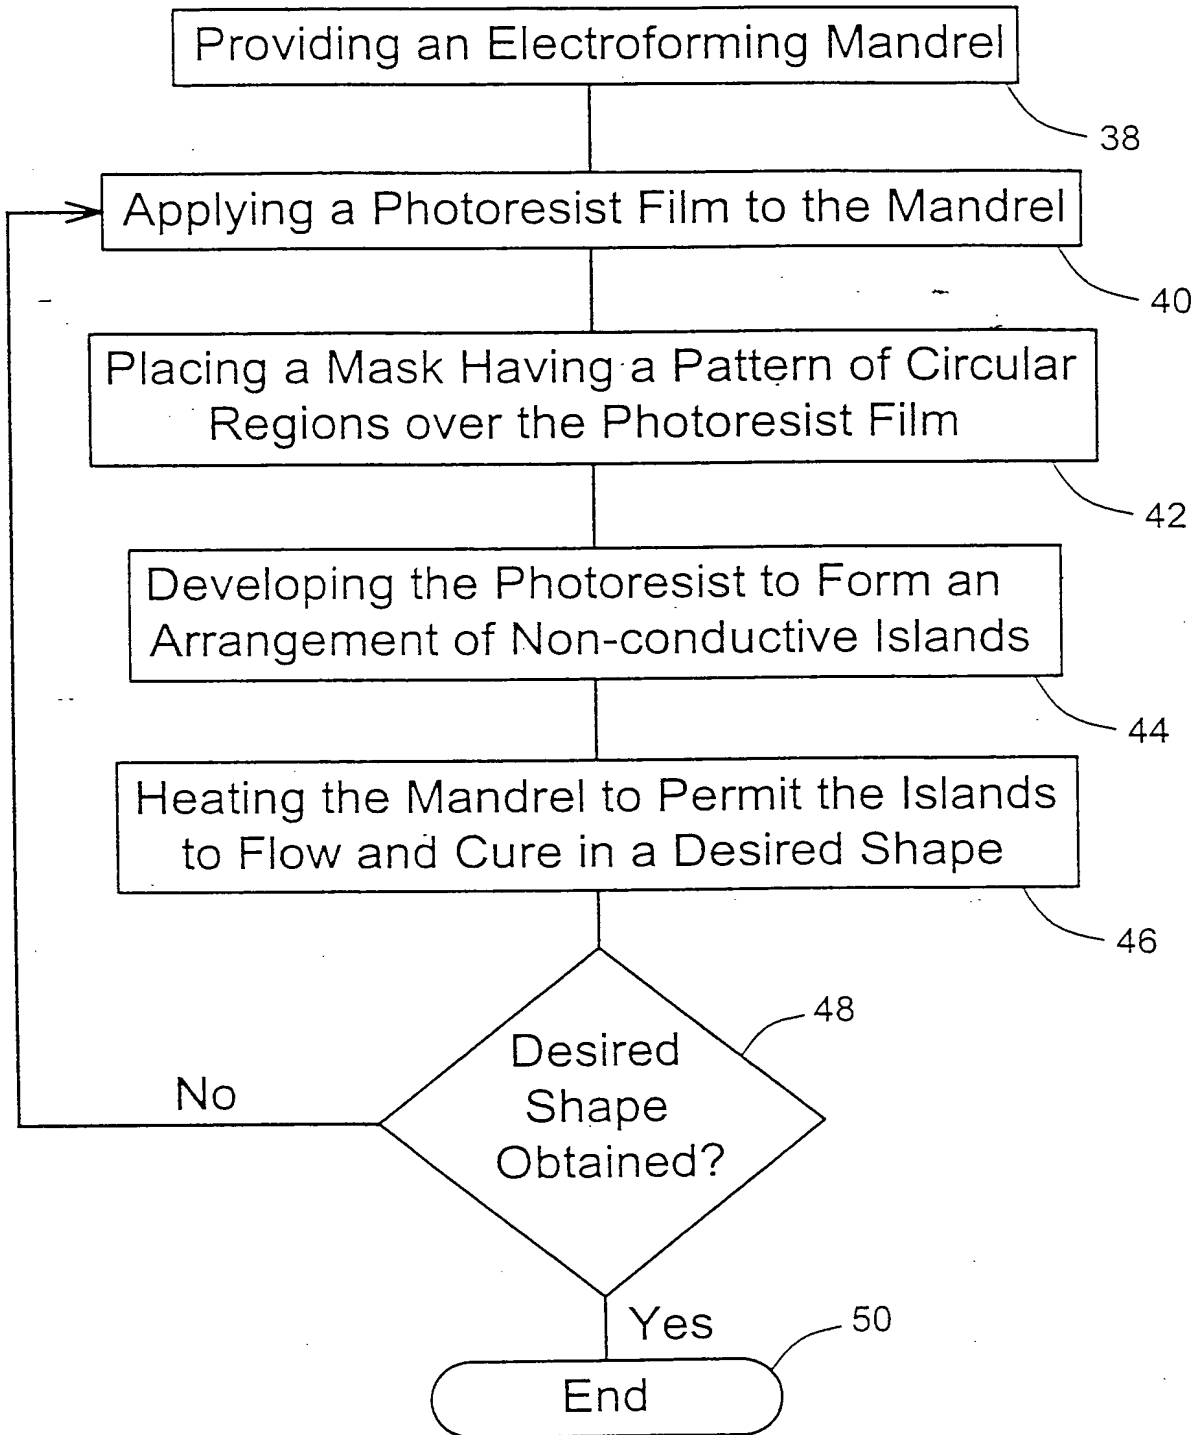 Providing an Electroforming Mandrel
38
Applying a Photoresist Film to the Mandrel
40
Placing a Mask Having a Pattern of Circular
Regions over the Photoresist Film
42
Developing the Photoresist to Form an
Arrangement of Non-conductive Islands
44
Heating the Mandrel to Permit the Islands
to Flow and Cure in a Desired Shape
46
48
Desired
Shape
Obtained?
No
Yes
50
End